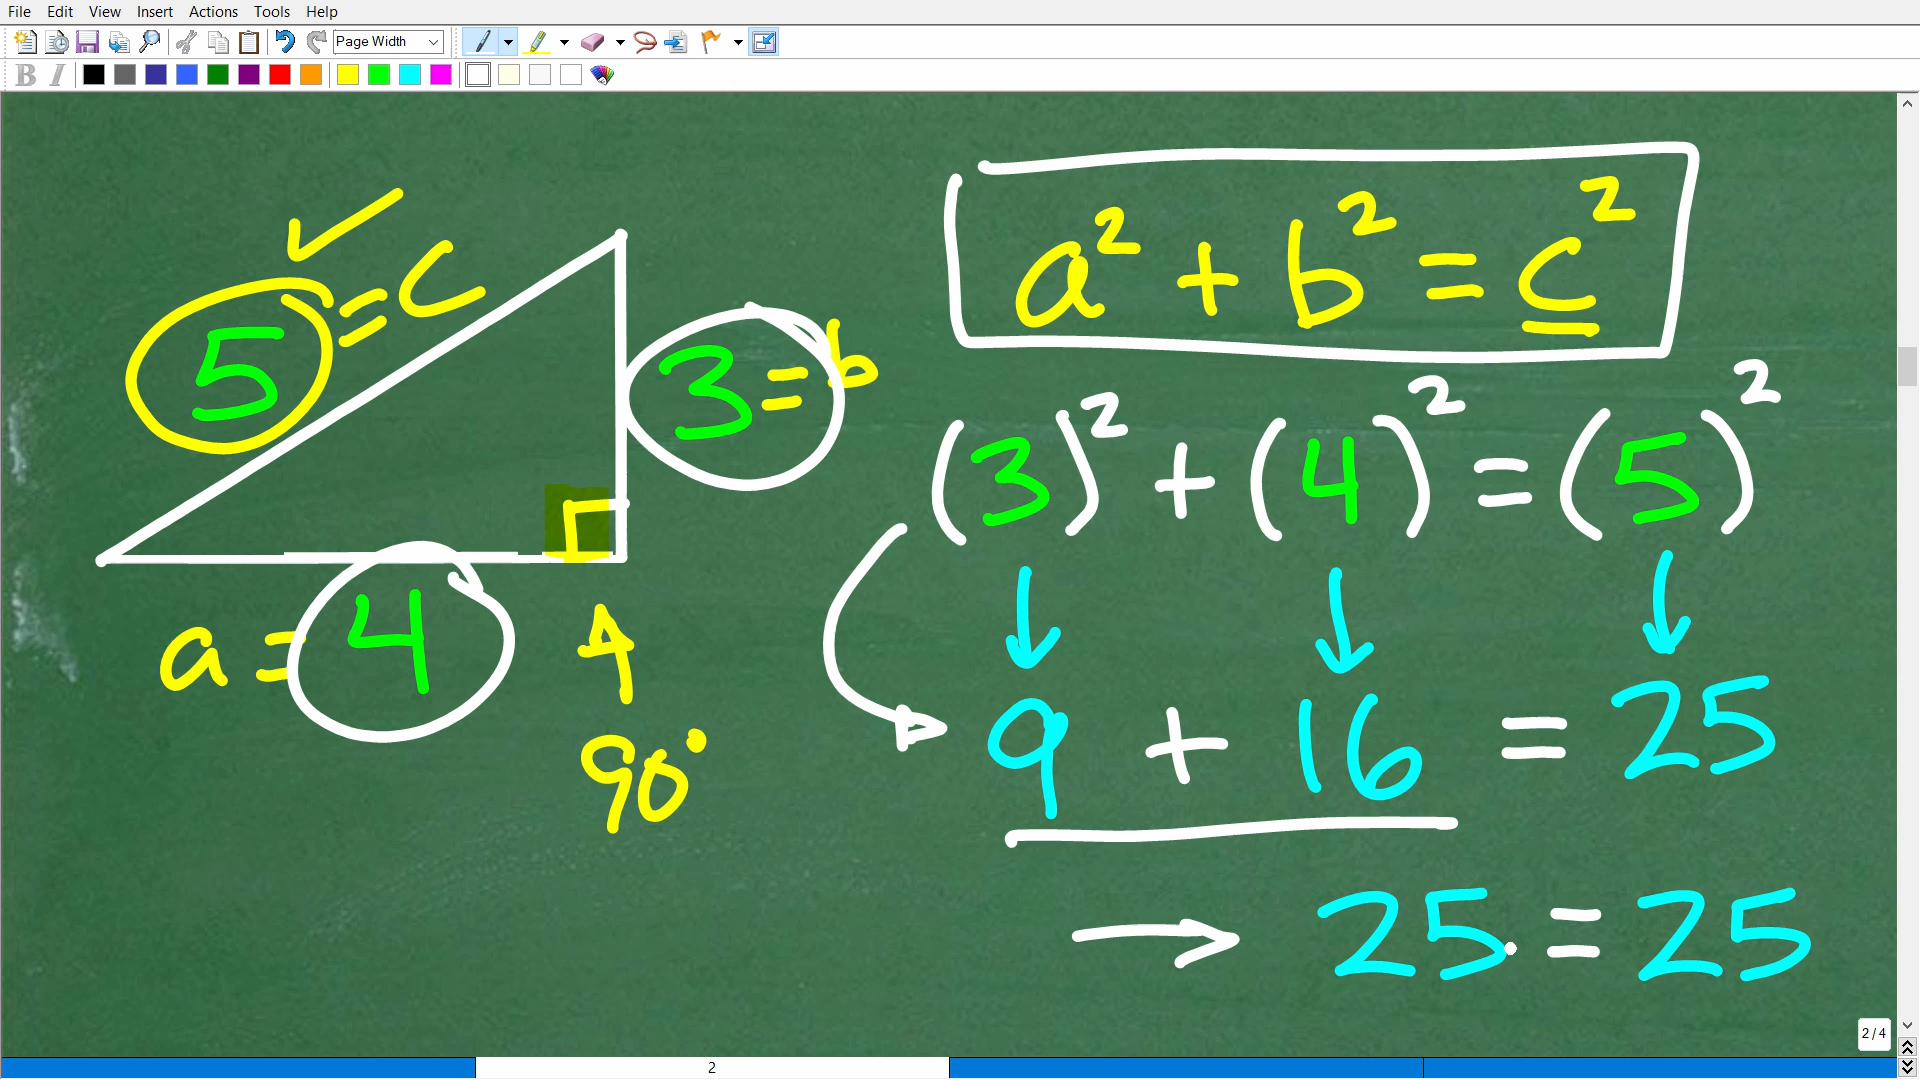 File Edit View Insert Actions Tools Help
Page Width
B I
a² + b² = c²
5 = c
3 = b
(3)² + (4)² = (5)²
a = 4
90°
9 + 16 = 25
25 = 25
2 / 4
2